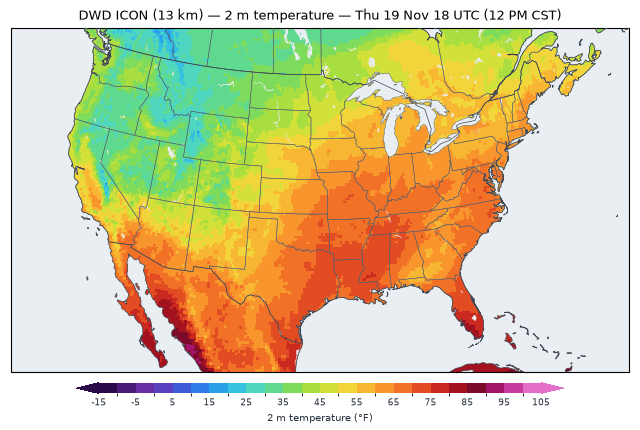 DWD ICON (13 km) — 2 m temperature — Thu 19 Nov 18 UTC (12 PM CST)
-15 -5 5 15 25 35 45 55 65 75 85 95 105
2 m temperature (°F)